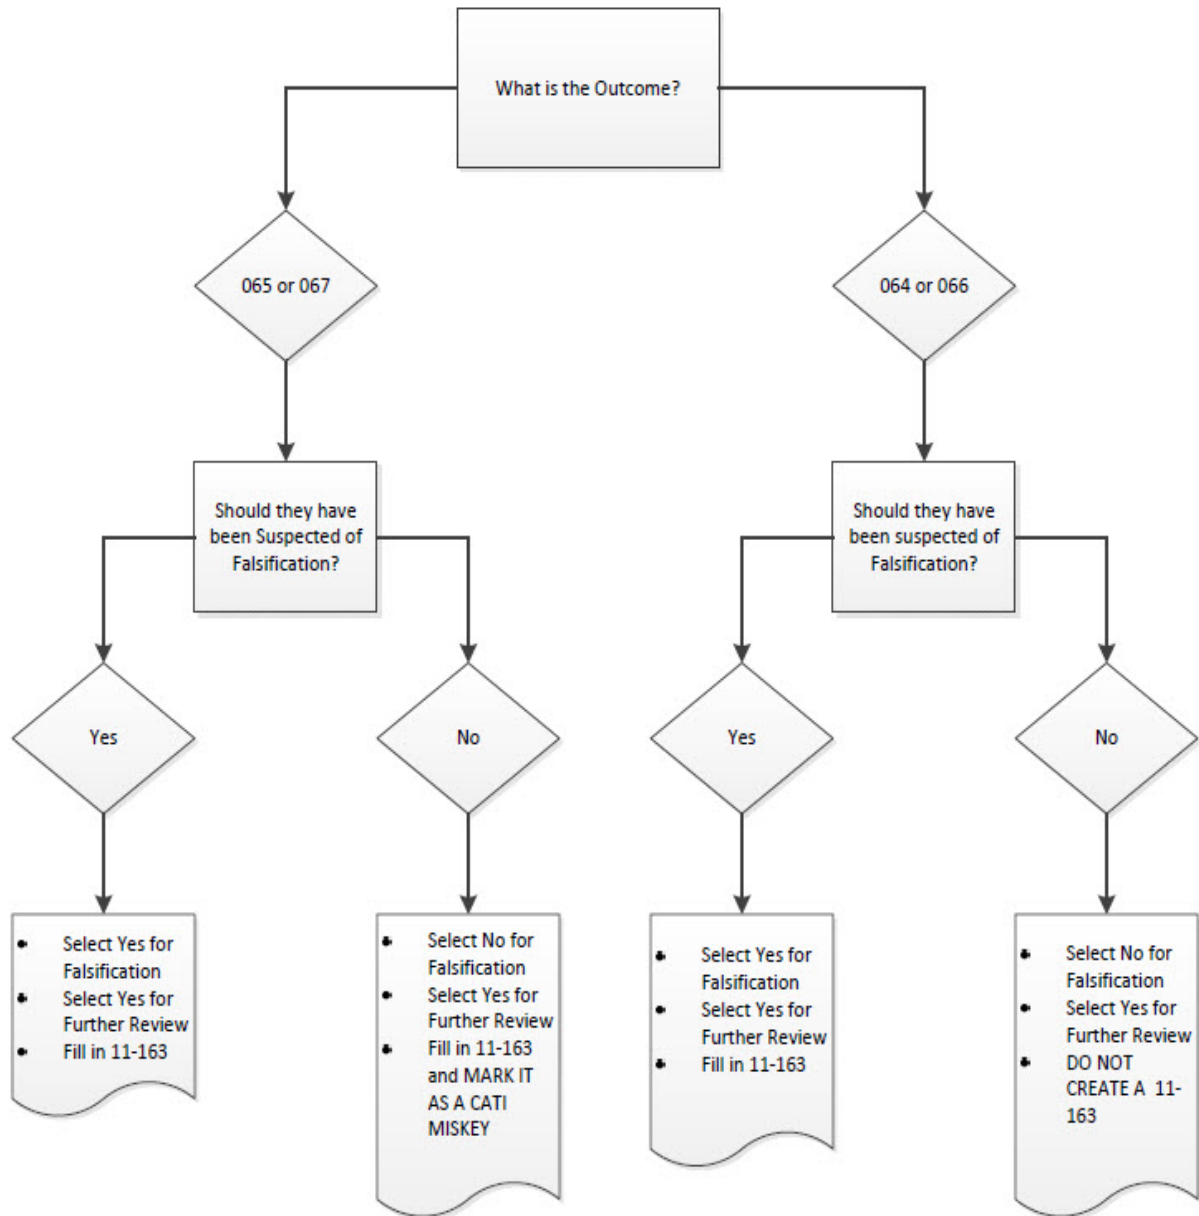 What is the Outcome?
065 or 067
064 or 066
Should they have
been Suspected of
Falsification?
Should they have
been suspected of
Falsification?
Yes
No
Yes
No
Select Yes for
Falsification
Select Yes for
Further Review
Fill in 11-163
Select No for
Falsification
Select Yes for
Further Review
Fill in 11-163
and MARK IT
AS A CATI
MISKEY
Select Yes for
Falsification
Select Yes for
Further Review
Fill in 11-163
Select No for
Falsification
Select Yes for
Further Review
DO NOT
CREATE A 11-
163